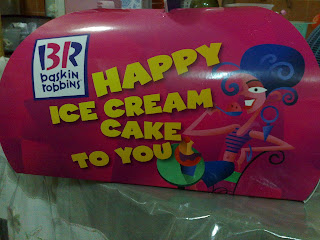 BR
baskin
robbins
HAPPY
ICE CREAM
CAKE
TO YOU